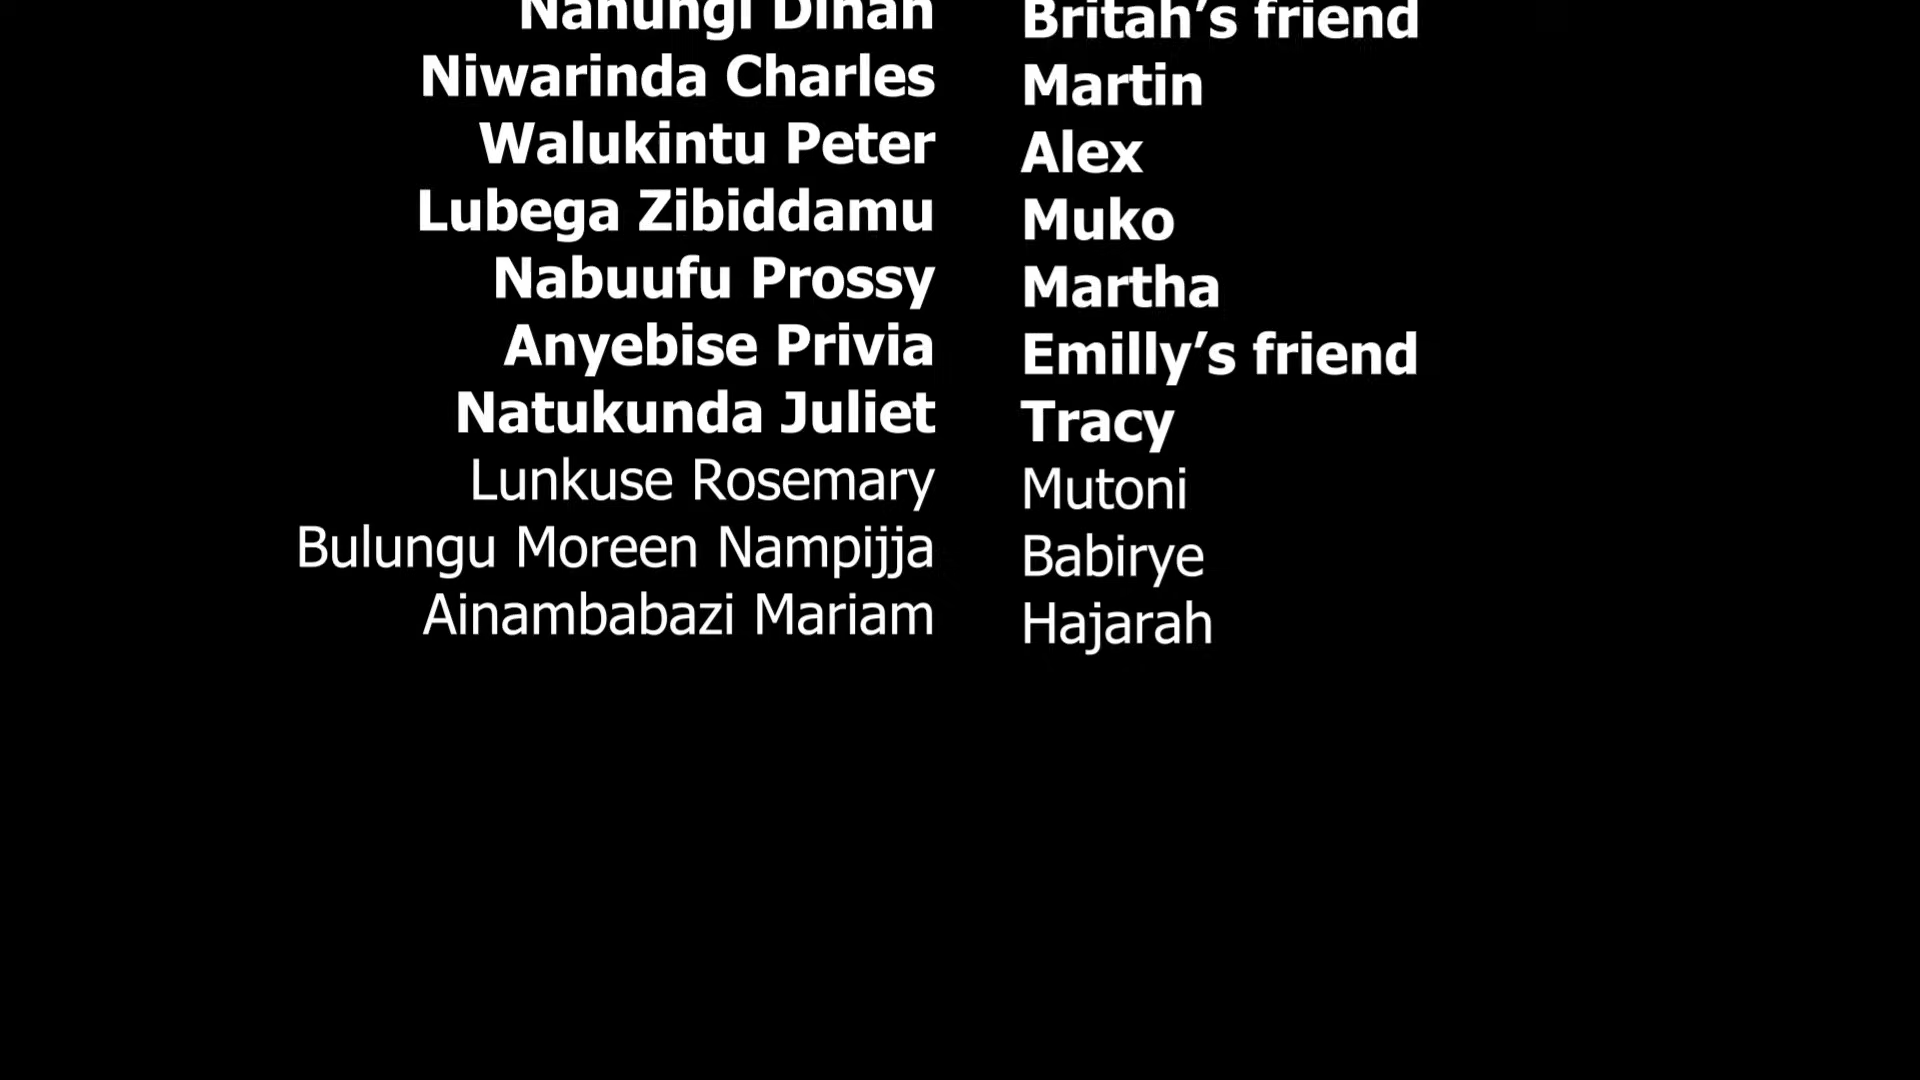 Dinah Britah's friend
Niwarinda Charles Martin
Walukintu Peter Alex
Lubega Zibiddamu Muko
Nabuufu Prossy Martha
Anyebise Privia Emilly’s friend
Natukunda Juliet Tracy
Lunkuse Rosemary Mutoni
Bulungu Moreen Nampijja Babirye
Ainambabazi Mariam Hajarah